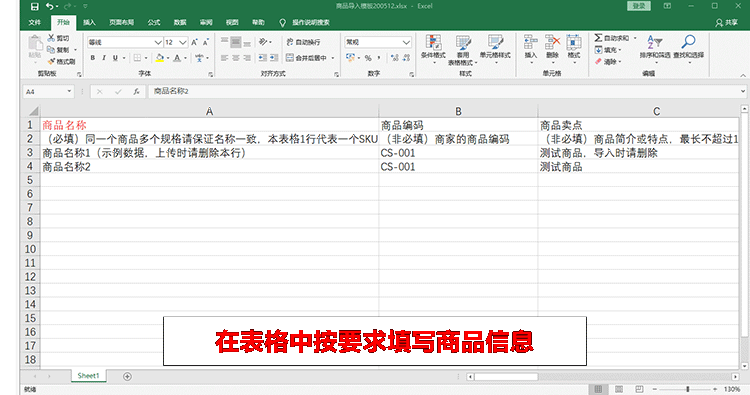 商品导入模板200512.xlsx - Excel
登录
文件 开始 插入 页面布局 公式 数据 审阅 视图 帮助 操作说明搜索 共享
剪切 等线 12 自动换行 常规 自动求和
复制 填充 排序和筛选 查找和选择
粘贴 格式刷 B I U 合并后居中 条件格式 套用表格格式 单元格样式 插入 删除 格式 清除
剪贴板 字体 对齐方式 数字 样式 单元格 编辑
A4 fx 商品名称2
A B C
1 商品名称 商品编码 商品卖点
2 （必填）同一个商品多个规格请保证名称一致，本表格1行代表一个SKU （非必填）商家的商品编码 （非必填）商品简介或特点，最长不超过1
3 商品名称1（示例数据，上传时请删除本行） CS-001 测试商品，导入时请删除
4 商品名称2 CS-001 测试商品
5
6
7
8
9
10
11
12
13
14
15
16
17
18
在表格中按要求填写商品信息
Sheet1
就绪 130%